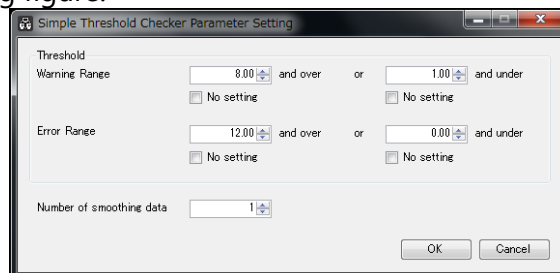 g figure.
Simple Threshold Checker Parameter Setting
Threshold
Warning Range 8.00 and over or 1.00 and under
No setting No setting
Error Range 12.00 and over or 0.00 and under
No setting No setting
Number of smoothing data 1
OK Cancel